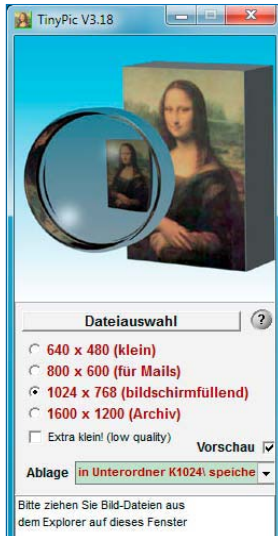 TinyPic V3.18
Dateiauswahl
?
640 x 480 (klein)
800 x 600 (für Mails)
1024 x 768 (bildschirmfüllend)
1600 x 1200 (Archiv)
Extra klein! (low quality)
Vorschau
Ablage in Unterordner K1024\ speiche
Bitte ziehen Sie Bild-Dateien aus
dem Explorer auf dieses Fenster